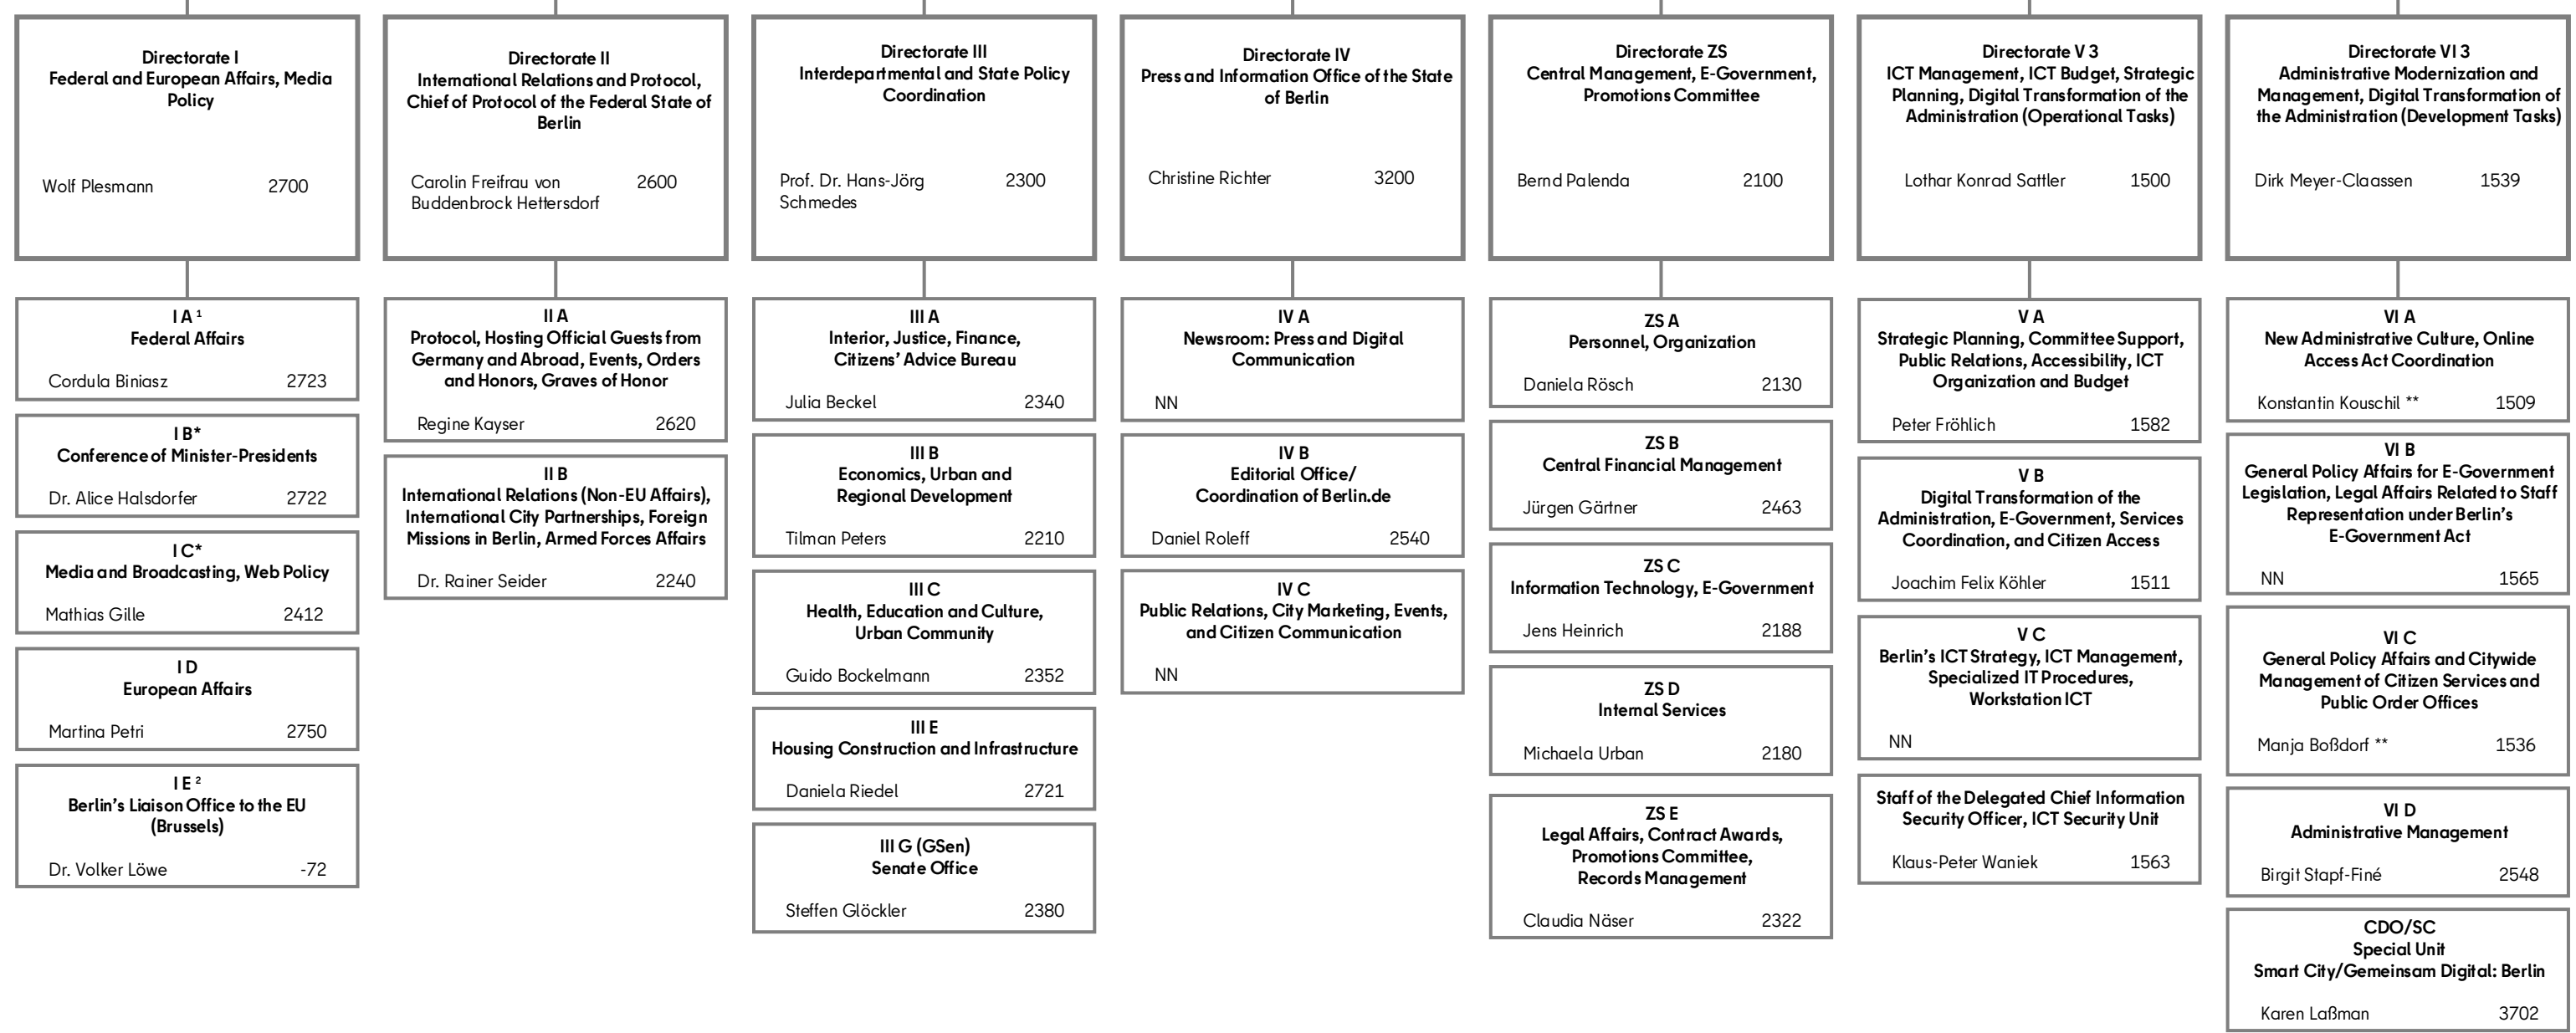 Directorate I
Federal and European Affairs, Media
Policy
Wolf Plesmann 2700
I A ¹
Federal Affairs
Cordula Biniasz 2723
I B*
Conference of Minister-Presidents
Dr. Alice Halsdorfer 2722
I C*
Media and Broadcasting, Web Policy
Mathias Gille 2412
I D
European Affairs
Martina Petri 2750
I E ²
Berlin’s Liaison Office to the EU
(Brussels)
Dr. Volker Löwe -72
Directorate II
International Relations and Protocol,
Chief of Protocol of the Federal State of
Berlin
Carolin Freifrau von 2600
Buddenbrock Hettersdorf
II A
Protocol, Hosting Official Guests from
Germany and Abroad, Events, Orders
and Honors, Graves of Honor
Regine Kayser 2620
II B
International Relations (Non-EU Affairs),
International City Partnerships, Foreign
Missions in Berlin, Armed Forces Affairs
Dr. Rainer Seider 2240
Directorate III
Interdepartmental and State Policy
Coordination
Prof. Dr. Hans-Jörg 2300
Schmedes
III A
Interior, Justice, Finance,
Citizens’ Advice Bureau
Julia Beckel 2340
III B
Economics, Urban and
Regional Development
Tilman Peters 2210
III C
Health, Education and Culture,
Urban Community
Guido Bockelmann 2352
III E
Housing Construction and Infrastructure
Daniela Riedel 2721
III G (GSen)
Senate Office
Steffen Glöckler 2380
Directorate IV
Press and Information Office of the State
of Berlin
Christine Richter 3200
IV A
Newsroom: Press and Digital
Communication
NN
IV B
Editorial Office/
Coordination of Berlin.de
Daniel Roleff 2540
IV C
Public Relations, City Marketing, Events,
and Citizen Communication
NN
Directorate ZS
Central Management, E-Government,
Promotions Committee
Bernd Palenda 2100
ZS A
Personnel, Organization
Daniela Rösch 2130
ZS B
Central Financial Management
Jürgen Gärtner 2463
ZS C
Information Technology, E-Government
Jens Heinrich 2188
ZS D
Internal Services
Michaela Urban 2180
ZS E
Legal Affairs, Contract Awards,
Promotions Committee,
Records Management
Claudia Näser 2322
Directorate V 3
ICT Management, ICT Budget, Strategic
Planning, Digital Transformation of the
Administration (Operational Tasks)
Lothar Konrad Sattler 1500
V A
Strategic Planning, Committee Support,
Public Relations, Accessibility, ICT
Organization and Budget
Peter Fröhlich 1582
V B
Digital Transformation of the
Administration, E-Government, Services
Coordination, and Citizen Access
Joachim Felix Köhler 1511
V C
Berlin’s ICT Strategy, ICT Management,
Specialized IT Procedures,
Workstation ICT
NN
Staff of the Delegated Chief Information
Security Officer, ICT Security Unit
Klaus-Peter Waniek 1563
Directorate VI 3
Administrative Modernization and
Management, Digital Transformation of
the Administration (Development Tasks)
Dirk Meyer-Claassen 1539
VI A
New Administrative Culture, Online
Access Act Coordination
Konstantin Kouschil ** 1509
VI B
General Policy Affairs for E-Government
Legislation, Legal Affairs Related to Staff
Representation under Berlin’s
E-Government Act
NN 1565
VI C
General Policy Affairs and Citywide
Management of Citizen Services and
Public Order Offices
Manja Boßdorf ** 1536
VI D
Administrative Management
Birgit Stapf-Finé 2548
CDO/SC
Special Unit
Smart City/Gemeinsam Digital: Berlin
Karen Laßman 3702